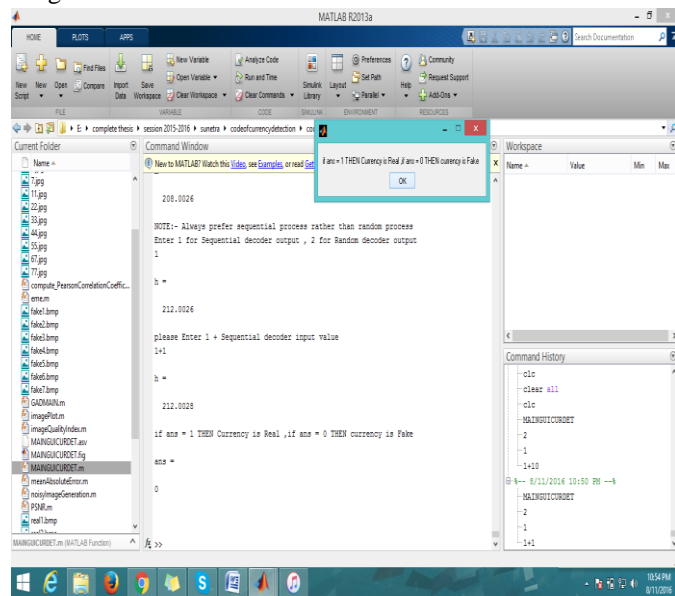 MATLAB R2013a
HOME PLOTS APPS
Search Documentation
New Script
New
Open
Find Files
Compare
Import Data
Save Workspace
New Variable
Open Variable
Clear Workspace
Analyze Code
Run and Time
Clear Commands
Simulink Library
Layout
Preferences
Set Path
Parallel
Help
Community
Request Support
Add-Ons
FILE VARIABLE CODE SIMULINK ENVIRONMENT RESOURCES
E: complete thesis session 2015-2016 sunetra codeofcurrencydetection
Current Folder
Name
7.jpg
11.jpg
22.jpg
33.jpg
44.jpg
55.jpg
67.jpg
77.jpg
compute_PearsonCorrelationCoeffic...
eme.m
fake1.bmp
fake2.bmp
fake3.bmp
fake4.bmp
fake5.bmp
fake6.bmp
fake7.bmp
GADMAIN.m
imagePlot.m
imageQualityIndex.m
MAINGUICURDET.asv
MAINGUICURDET.fig
MAINGUICURDET.m
meanAbsoluteError.m
noisyImageGeneration.m
PSNR.m
real1.bmp
MAINGUICURDET.m (MATLAB Function)
Command Window
New to MATLAB? Watch this Video, see Examples, or read
208.0026
NOTE:- Always prefer sequential process rather than random process
Enter 1 for Sequential decoder output , 2 for Random decoder output
1
h =
212.0026
please Enter 1 + Sequential decoder input value
1+1
h =
212.0028
if ans = 1 THEN Currency is Real ,if ans = 0 THEN currency is Fake
ans =
0
fx >>
if ans = 1 THEN Currency is Real ,if ans = 0 THEN currency is Fake
OK
Workspace
Name Value Min Max
Command History
clc
clear all
clc
MAINGUICURDET
2
1
1+10
%-- 8/11/2016 10:50 PM --%
MAINGUICURDET
2
1
1+1
10:54 PM
8/11/2016